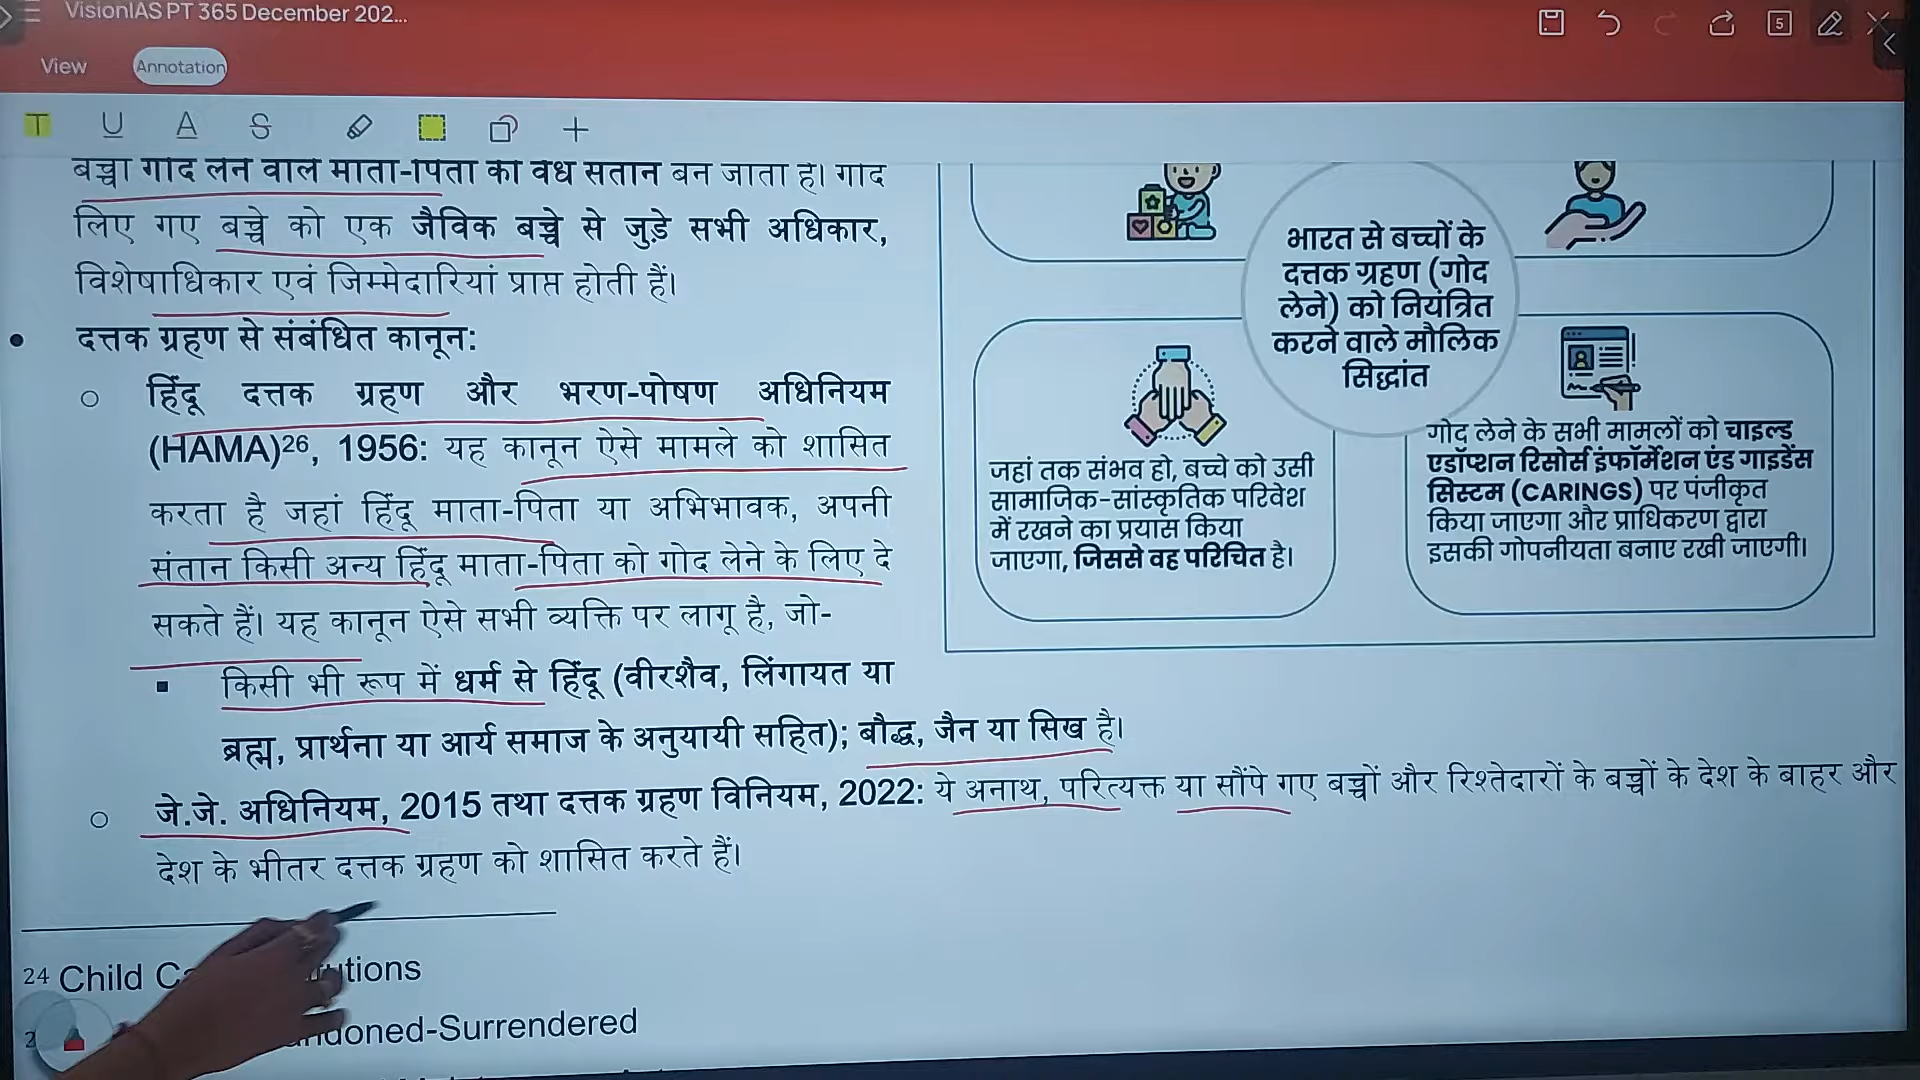 VisionIAS PT 365 December 202...
5
View
Annotation
T U A S
बच्चा गोद लेने वाले माता-पिता की वैध संतान बन जाता है। गोद
लिए गए बच्चे को एक जैविक बच्चे से जुड़े सभी अधिकार,
विशेषाधिकार एवं जिम्मेदारियां प्राप्त होती हैं।
• दत्तक ग्रहण से संबंधित कानून:
○ हिंदू दत्तक ग्रहण और भरण-पोषण अधिनियम
(HAMA)26, 1956: यह कानून ऐसे मामले को शासित
करता है जहां हिंदू माता-पिता या अभिभावक, अपनी
संतान किसी अन्य हिंदू माता-पिता को गोद लेने के लिए दे
सकते हैं। यह कानून ऐसे सभी व्यक्ति पर लागू है, जो-
▪ किसी भी रूप में धर्म से हिंदू (वीरशैव, लिंगायत या
ब्रह्म, प्रार्थना या आर्य समाज के अनुयायी सहित); बौद्ध, जैन या सिख है।
○ जे.जे. अधिनियम, 2015 तथा दत्तक ग्रहण विनियम, 2022: ये अनाथ, परित्यक्त या सौंपे गए बच्चों और रिश्तेदारों के बच्चों के देश के बाहर और
देश के भीतर दत्तक ग्रहण को शासित करते हैं।
भारत से बच्चों के
दत्तक ग्रहण (गोद
लेने) को नियंत्रित
करने वाले मौलिक
सिद्धांत
जहां तक संभव हो, बच्चे को उसी
सामाजिक-सांस्कृतिक परिवेश
में रखने का प्रयास किया
जाएगा, जिससे वह परिचित है।
गोद लेने के सभी मामलों को चाइल्ड
एडॉप्शन रिसोर्स इंफॉर्मेशन एंड गाइडेंस
सिस्टम (CARINGS) पर पंजीकृत
किया जाएगा और प्राधिकरण द्वारा
इसकी गोपनीयता बनाए रखी जाएगी।
24 Child
doned-Surrendered